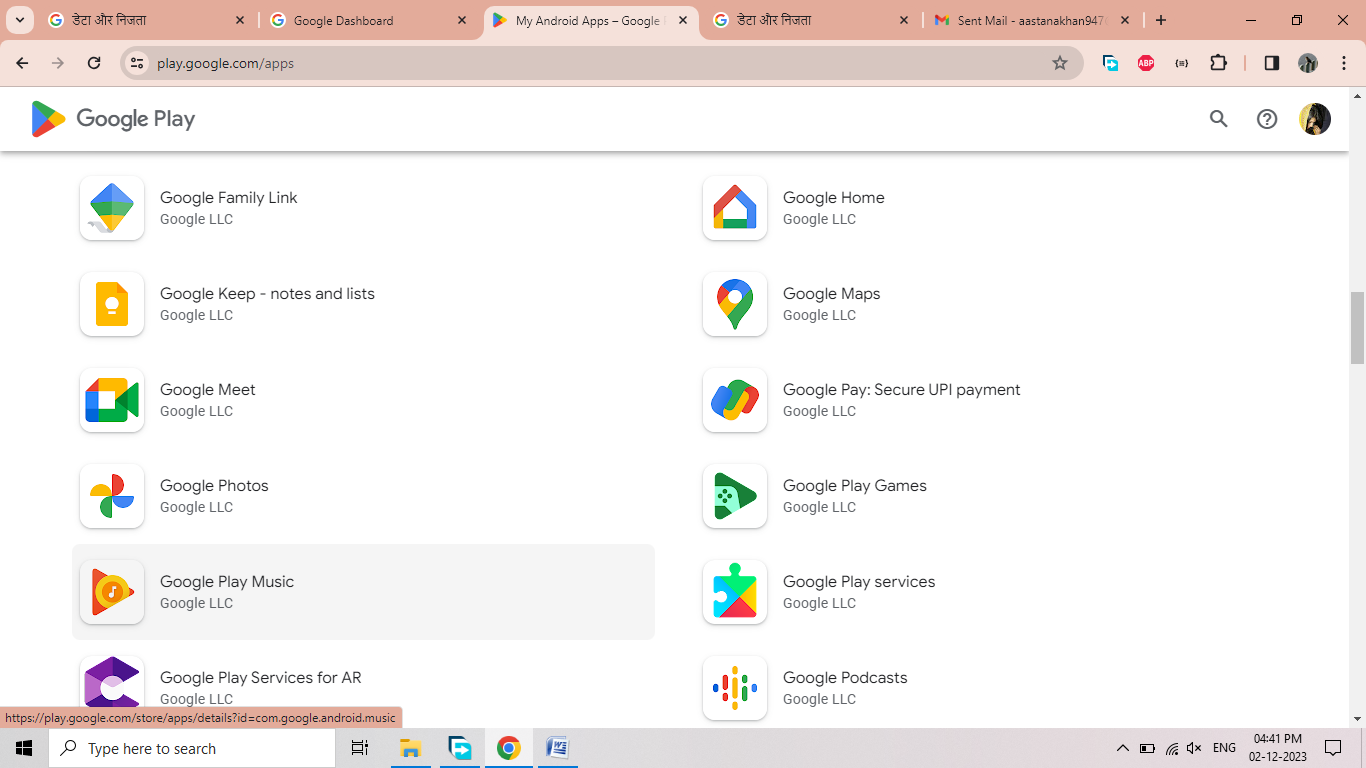 डेटा और निजता
Google Dashboard
My Android Apps – Google
डेटा और निजता
Sent Mail - aastanakhan947
play.google.com/apps
ABP
Google Play
Google Family Link
Google LLC
Google Home
Google LLC
Google Keep - notes and lists
Google LLC
Google Maps
Google LLC
Google Meet
Google LLC
Google Pay: Secure UPI payment
Google LLC
Google Photos
Google LLC
Google Play Games
Google LLC
Google Play Music
Google LLC
Google Play services
Google LLC
Google Play Services for AR
Google LLC
Google Podcasts
Google LLC
https://play.google.com/store/apps/details?id=com.google.android.music
Type here to search
ENG
04:41 PM
02-12-2023